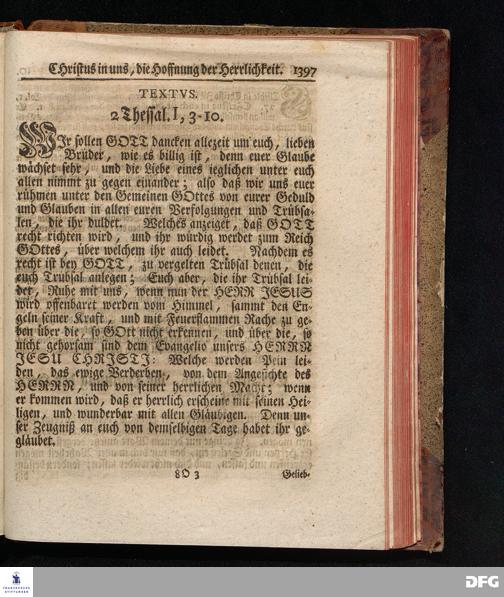 CHristus in uns, die Hoffnung der Herrlichkeit. 1397
TEXTVS.
2 Thessal. I, 3-10.
WIr sollen GOTT dancken allezeit um euch, lieben
Brüder, wie es billig ist, denn euer Glaube
wächset sehr, und die Liebe eines ieglichen unter euch
allen nimmt zu gegen einander; also daß wir uns euer
rühmen unter den Gemeinen GOttes von eurer Geduld
und Glauben in allen euren Verfolgungen und Trübsa-
len, die ihr duldet. Welches anzeiget, daß GOTT
recht richten wird, und ihr würdig werdet zum Reich
GOttes, über welchem ihr auch leidet. Nachdem es
recht ist bey GOTT, zu vergelten Trübsal denen, die
euch Trübsal anlegen; Euch aber, die ihr Trübsal lei-
det, Ruhe mit uns, wenn nun der HERR JESUS
wird offenbaret werden vom Himmel, sammt den En-
geln seiner Kraft, und mit Feuerflammen Rache zu ge-
ben über die, so GOtt nicht erkennen, und über die, so
nicht gehorsam sind dem Evangelio unsers HERRN
JESU CHRISTI: Welche werden Pein lei-
den, das ewige Verderben, von dem Angesichte des
HERRN, und von seiner herrlichen Macht; wenn
er kommen wird, daß er herrlich erscheine mit seinen Hei-
ligen, und wunderbar mit allen Gläubigen. Denn un-
ser Zeugniß an euch von demselbigen Tage habet ihr ge-
gläubet.
8O 3 Gelieb-
FRANCKESCHE
STIFTUNGEN
DFG